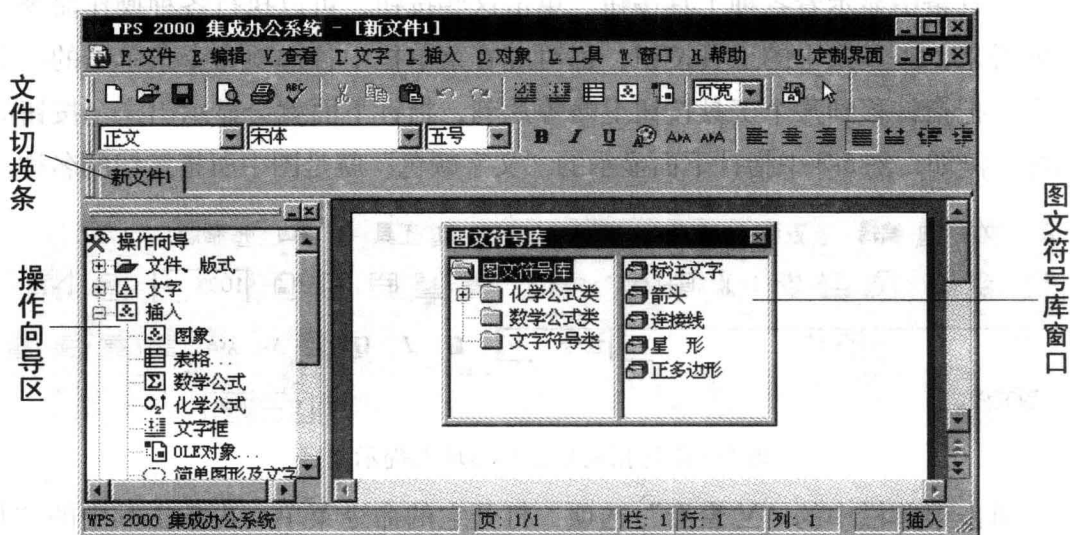 WPS 2000 集成办公系统 - [新文件1]
F.文件 E.编辑 V.查看 T.文字 I.插入 O.对象 L.工具 W.窗口 H.帮助 U.定制界面
ABC 页宽
正文 宋体 五号 B I U
新文件1
文件切换条
操作向导
文件、版式
文字
插入
图象
表格...
数学公式
化学公式
文字框
OLE对象...
简单图形及文字
操作向导区
图文符号库
图文符号库
化学公式类
数学公式类
文字符号类
标注文字
箭头
连接线
星 形
正多边形
图文符号库窗口
WPS 2000 集成办公系统 页: 1/1 栏: 1 行: 1 列: 1 插入